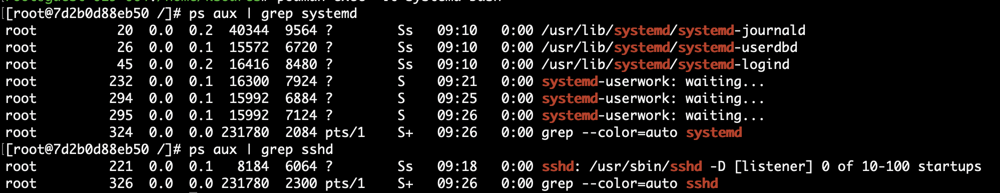 [root@7d2b0d88eb50 /]# ps aux | grep systemd
root 20 0.0 0.2 40344 9564 ? Ss 09:10 0:00 /usr/lib/systemd/systemd-journald
root 26 0.0 0.1 15572 6720 ? Ss 09:10 0:00 /usr/lib/systemd/systemd-userdbd
root 45 0.0 0.2 16416 8480 ? Ss 09:10 0:00 /usr/lib/systemd/systemd-logind
root 232 0.0 0.1 16300 7924 ? S 09:21 0:00 systemd-userwork: waiting...
root 294 0.0 0.1 15992 6884 ? S 09:25 0:00 systemd-userwork: waiting...
root 295 0.0 0.1 15992 7124 ? S 09:26 0:00 systemd-userwork: waiting...
root 324 0.0 0.0 231780 2084 pts/1 S+ 09:26 0:00 grep --color=auto systemd
[root@7d2b0d88eb50 /]# ps aux | grep sshd
root 221 0.0 0.1 8184 6064 ? Ss 09:18 0:00 sshd: /usr/sbin/sshd -D [listener] 0 of 10-100 startups
root 326 0.0 0.0 231780 2300 pts/1 S+ 09:26 0:00 grep --color=auto sshd